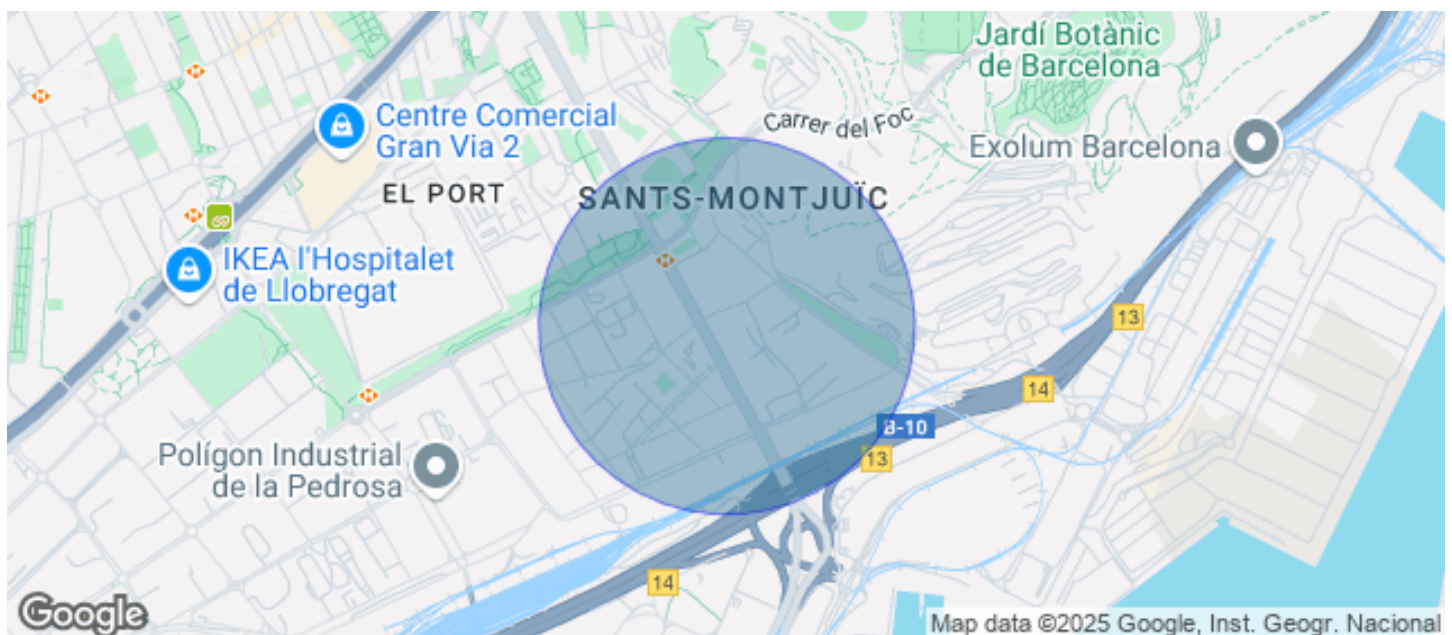 Jardí Botànic
de Barcelona
Centre Comercial
Gran Via 2
Carrer del Foc
Exolum Barcelona
EL PORT
SANTS-MONTJUÏC
IKEA l'Hospitalet
de Llobregat
13
14
B-10
13
Polígon Industrial
de la Pedrosa
14
Google
Map data ©2025 Google, Inst. Geogr. Nacional